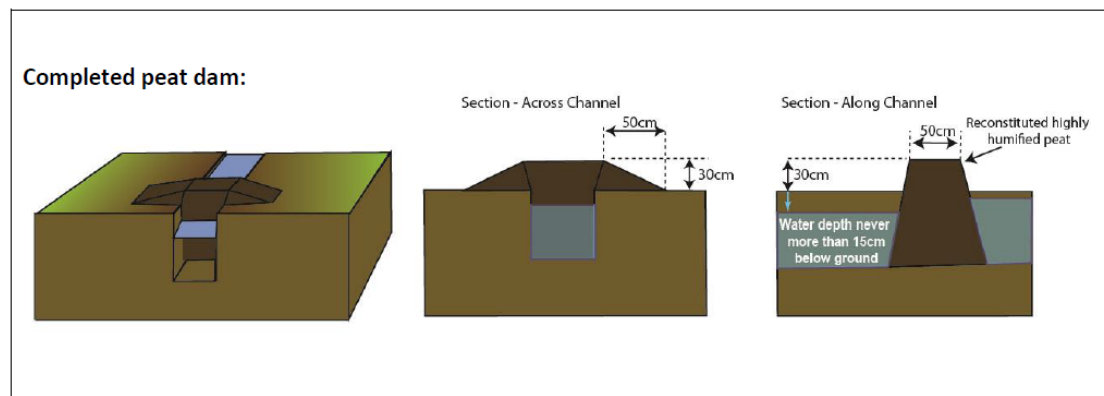 Completed peat dam:
Section - Across Channel
50cm
30cm
Section - Along Channel
50cm
Reconstituted highly
humified peat
30cm
Water depth never
more than 15cm
below ground